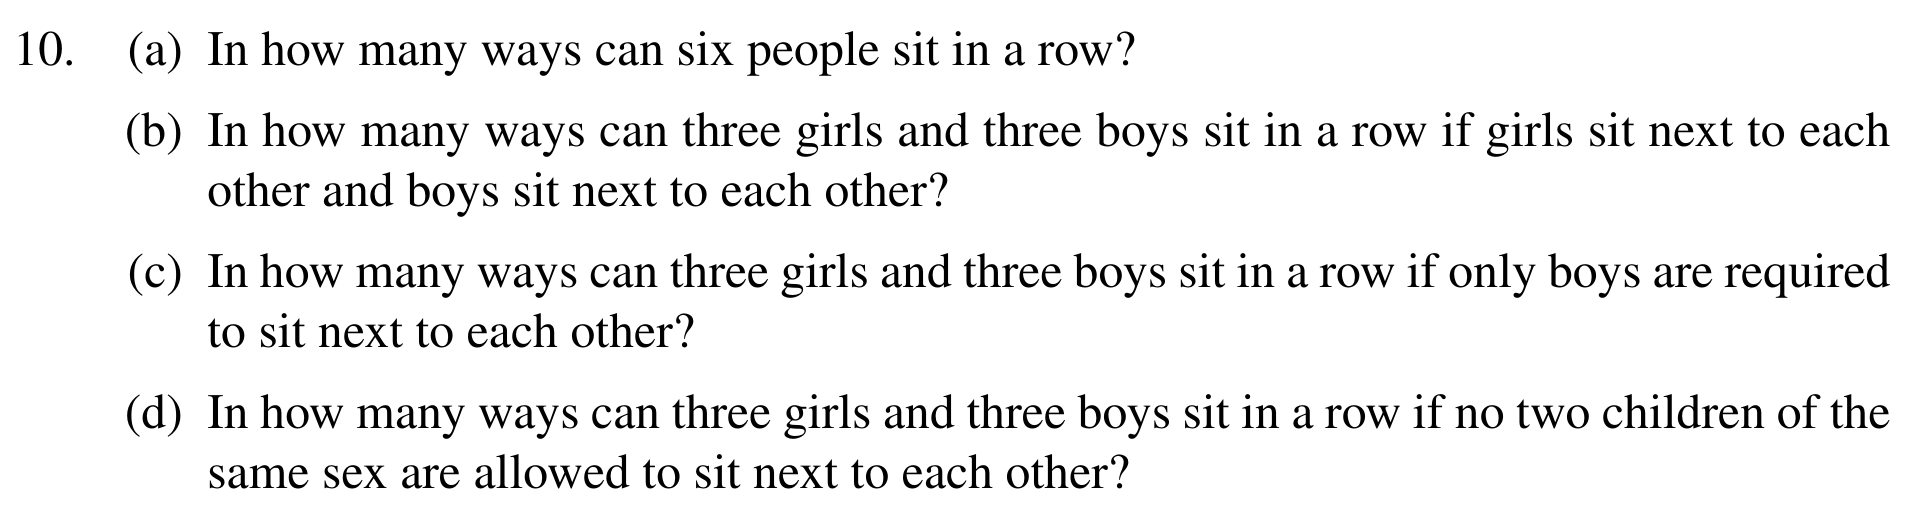 10. (a) In how many ways can six people sit in a row?
(b) In how many ways can three girls and three boys sit in a row if girls sit next to each
other and boys sit next to each other?
(c) In how many ways can three girls and three boys sit in a row if only boys are required
to sit next to each other?
(d) In how many ways can three girls and three boys sit in a row if no two children of the
same sex are allowed to sit next to each other?